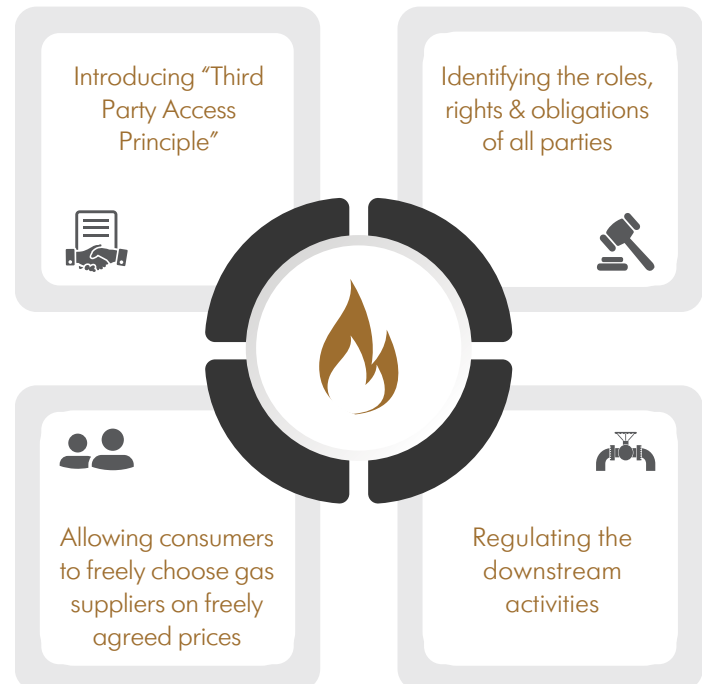 Introducing “Third
Party Access
Principle”
Identifying the roles,
rights & obligations
of all parties
Allowing consumers
to freely choose gas
suppliers on freely
agreed prices
Regulating the
downstream
activities